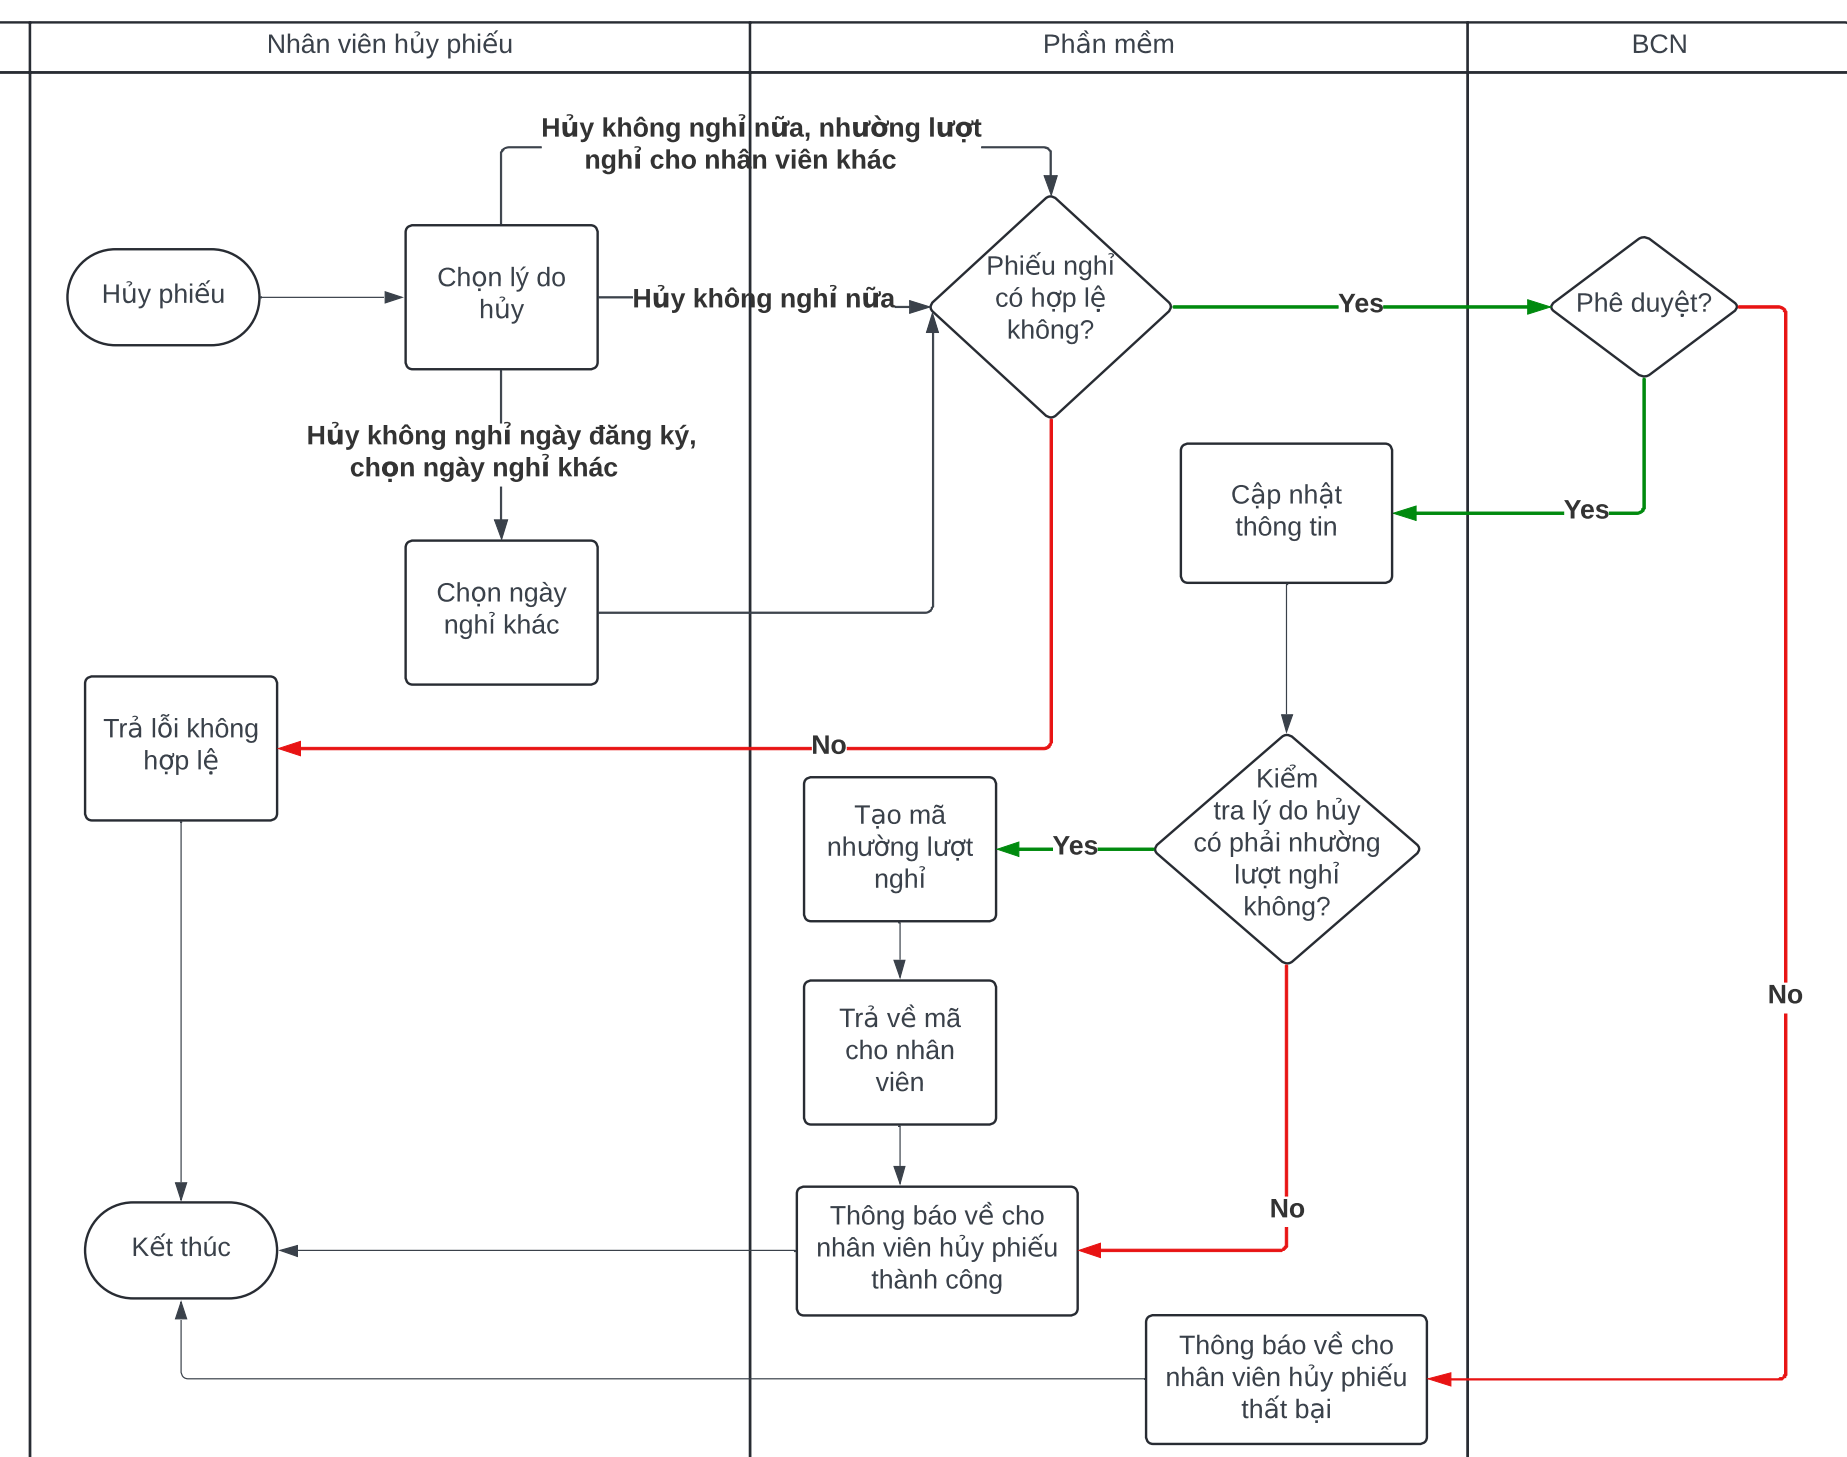 Nhân viên hủy phiếu
Phần mềm
BCN
Hủy không nghỉ nữa, nhường lượt
nghỉ cho nhân viên khác
Hủy phiếu
Chọn lý do
hủy
Hủy không nghỉ nữa
Phiếu nghỉ
có hợp lệ
không?
Yes
Phê duyệt?
Hủy không nghỉ ngày đăng ký,
chọn ngày nghỉ khác
Cập nhật
thông tin
Yes
Chọn ngày
nghỉ khác
Trả lỗi không
hợp lệ
No
Kiểm
tra lý do hủy
có phải nhường
lượt nghỉ
không?
Yes
Tạo mã
nhường lượt
nghỉ
No
Trả về mã
cho nhân
viên
No
Thông báo về cho
nhân viên hủy phiếu
thành công
Kết thúc
Thông báo về cho
nhân viên hủy phiếu
thất bại